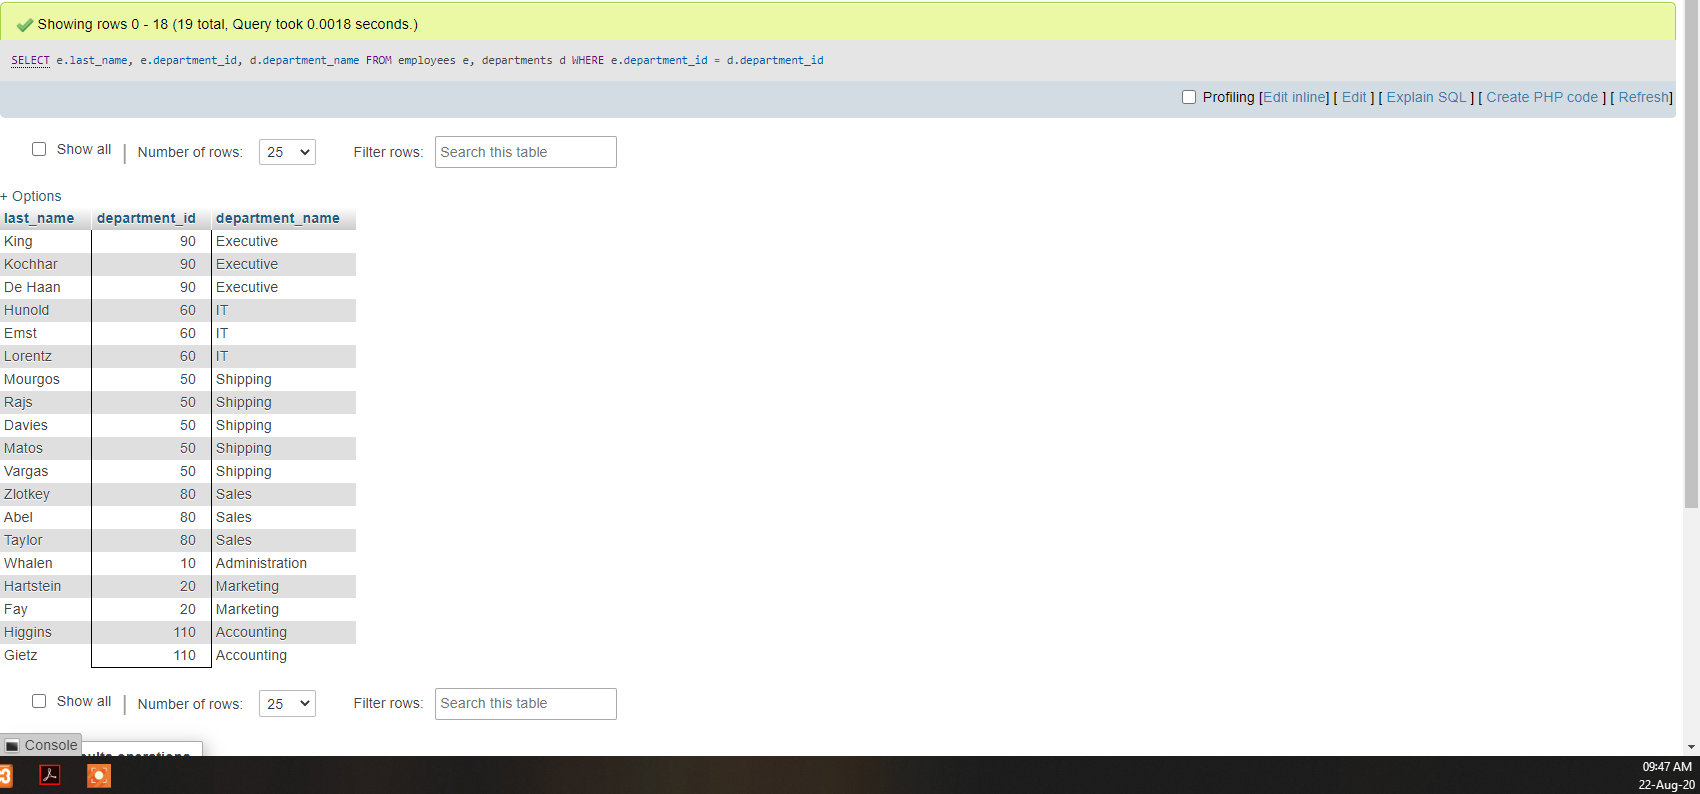 Showing rows 0 - 18 (19 total, Query took 0.0018 seconds.)
SELECT e.last_name, e.department_id, d.department_name FROM employees e, departments d WHERE e.department_id = d.department_id
Profiling [Edit inline] [ Edit ] [ Explain SQL ] [ Create PHP code ] [ Refresh]
Show all | Number of rows: 25 Filter rows: Search this table
+ Options
last_name department_id department_name
King 90 Executive
Kochhar 90 Executive
De Haan 90 Executive
Hunold 60 IT
Ernst 60 IT
Lorentz 60 IT
Mourgos 50 Shipping
Rajs 50 Shipping
Davies 50 Shipping
Matos 50 Shipping
Vargas 50 Shipping
Zlotkey 80 Sales
Abel 80 Sales
Taylor 80 Sales
Whalen 10 Administration
Hartstein 20 Marketing
Fay 20 Marketing
Higgins 110 Accounting
Gietz 110 Accounting
Show all | Number of rows: 25 Filter rows: Search this table
Console
09:47 AM
22-Aug-20